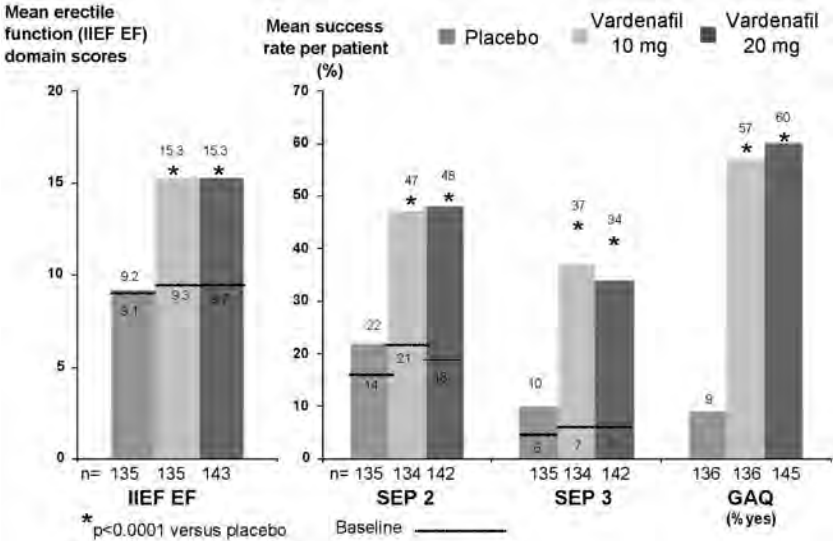 Mean erectile
function (IIEF EF)
domain scores
Mean success
rate per patient
(%)
Placebo
Vardenafil
10 mg
Vardenafil
20 mg
20
15
10
5
0
9.2
9.1
15.3
*
9.3
15.3
*
9.7
n= 135 135 143
IIEF EF
70
60
50
40
30
20
10
0
22
14
47
*
21
48
*
18
n= 135 134 142
SEP 2
10
6
37
*
7
34
*
135 134 142
SEP 3
9
57
*
60
*
136 136 145
GAQ
(% yes)
*p<0.0001 versus placebo
Baseline